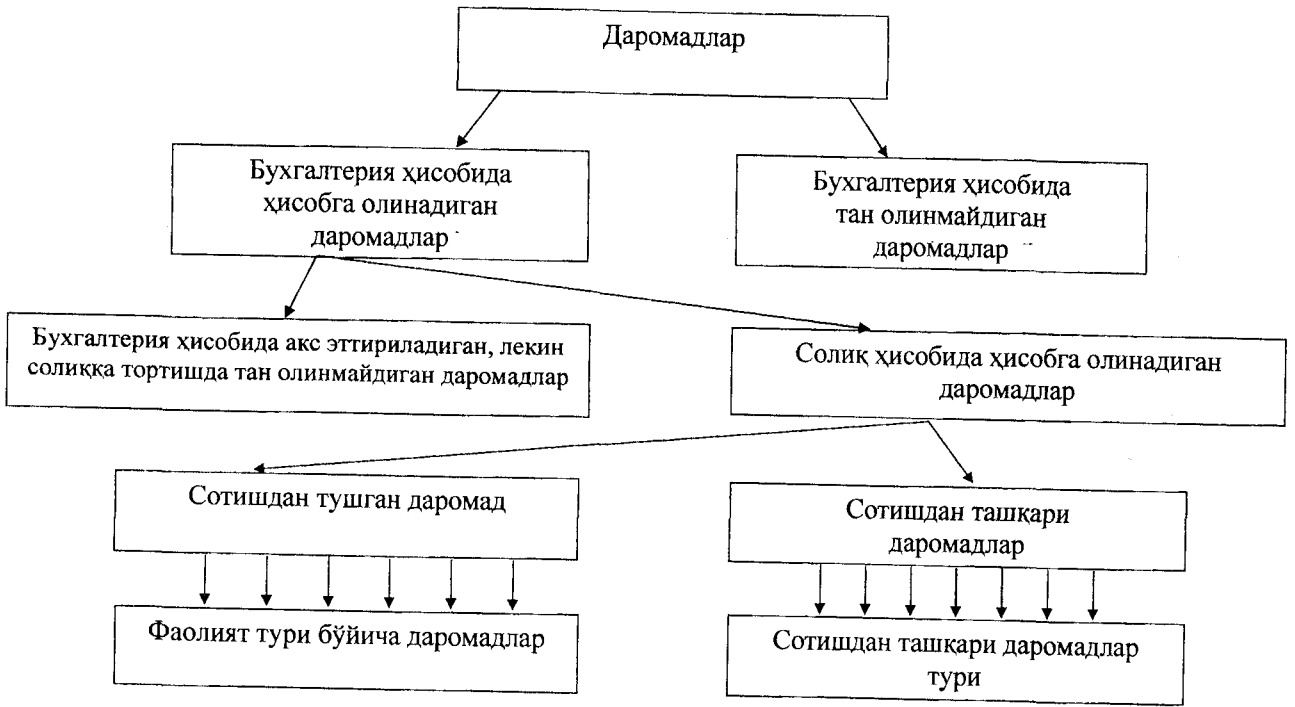 Даромадлар
Бухгалтерия ҳисобида
ҳисобга олинадиган
даромадлар
Бухгалтерия ҳисобида
тан олинмайдиган
даромадлар
Бухгалтерия ҳисобида акс эттириладиган, лекин
солиққа тортишда тан олинмайдиган даромадлар
Солиқ ҳисобида ҳисобга олинадиган
даромадлар
Сотишдан тушган даромад
Сотишдан ташқари
даромадлар
Фаолият тури бўйича даромадлар
Сотишдан ташқари даромадлар
тури